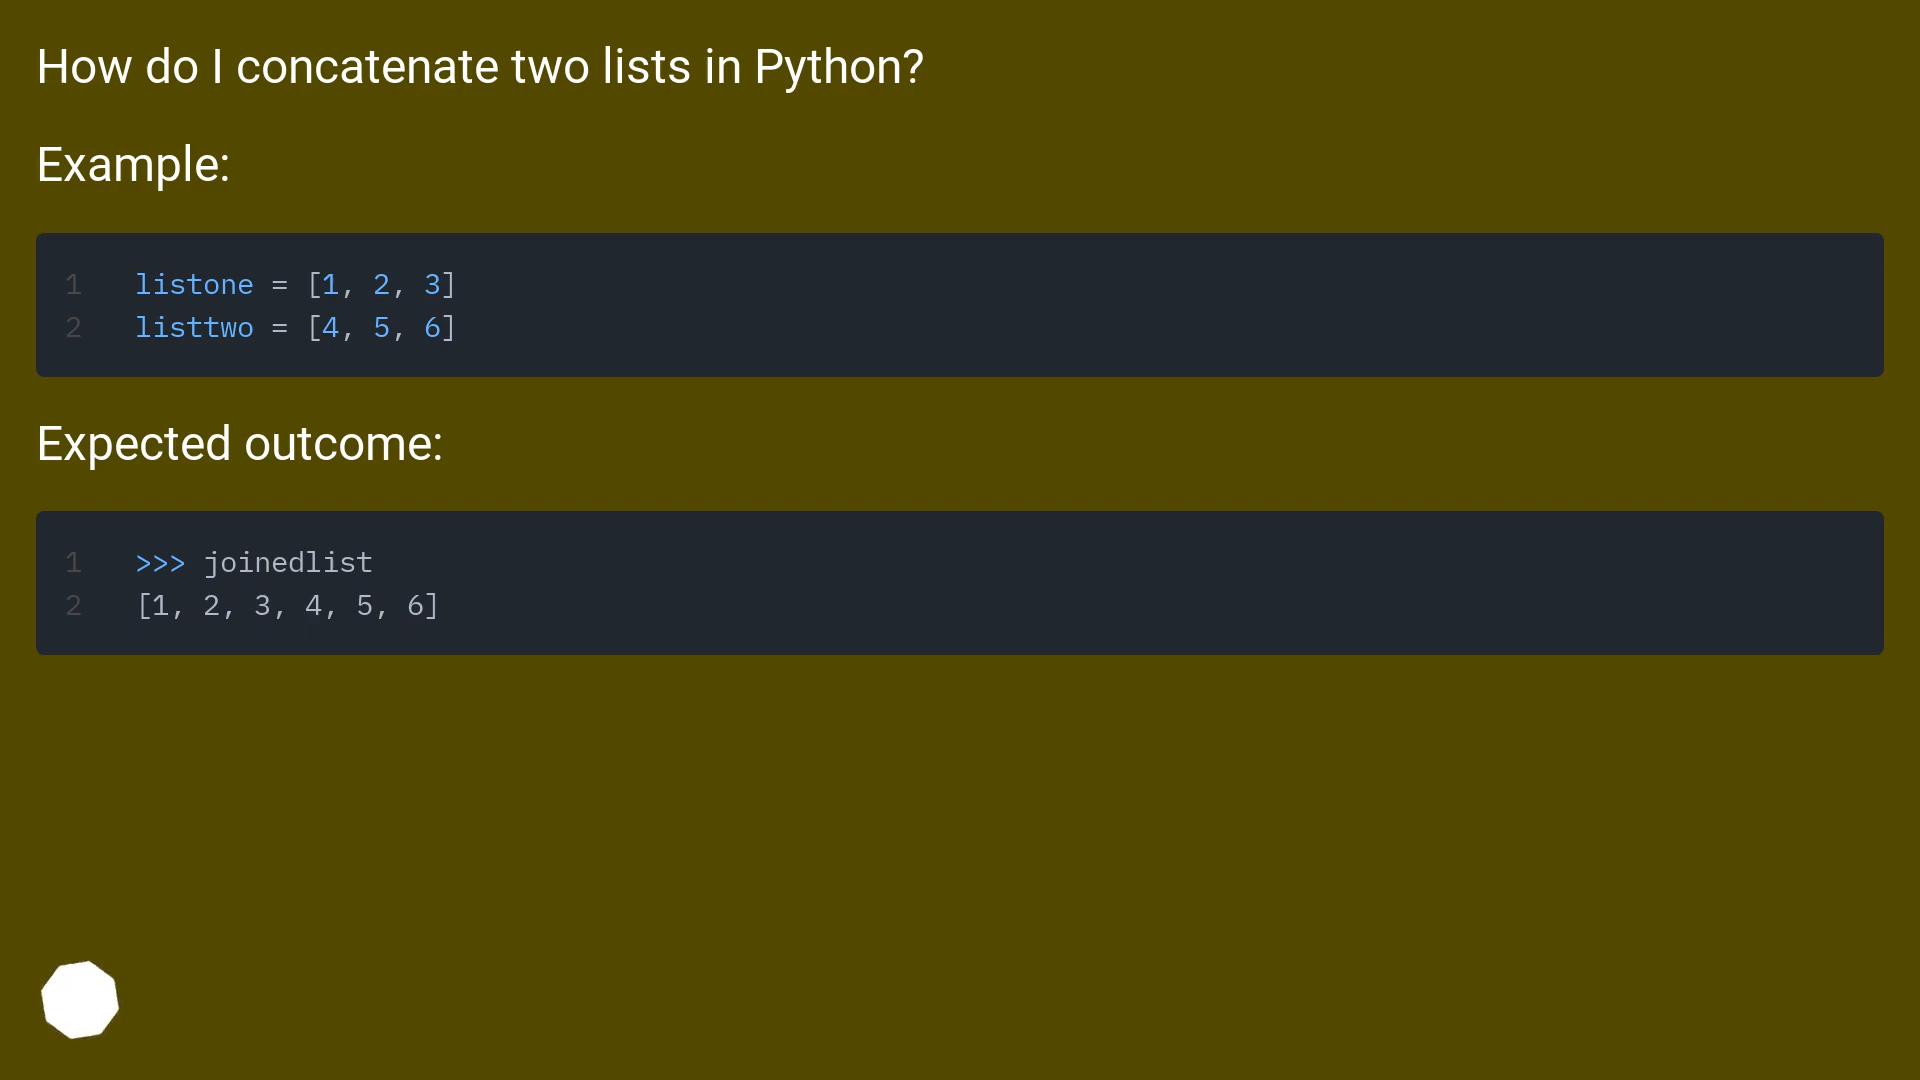 How do I concatenate two lists in Python?
Example:
1 listone = [1, 2, 3]
2 listtwo = [4, 5, 6]
Expected outcome:
1 >>> joinedlist
2 [1, 2, 3, 4, 5, 6]